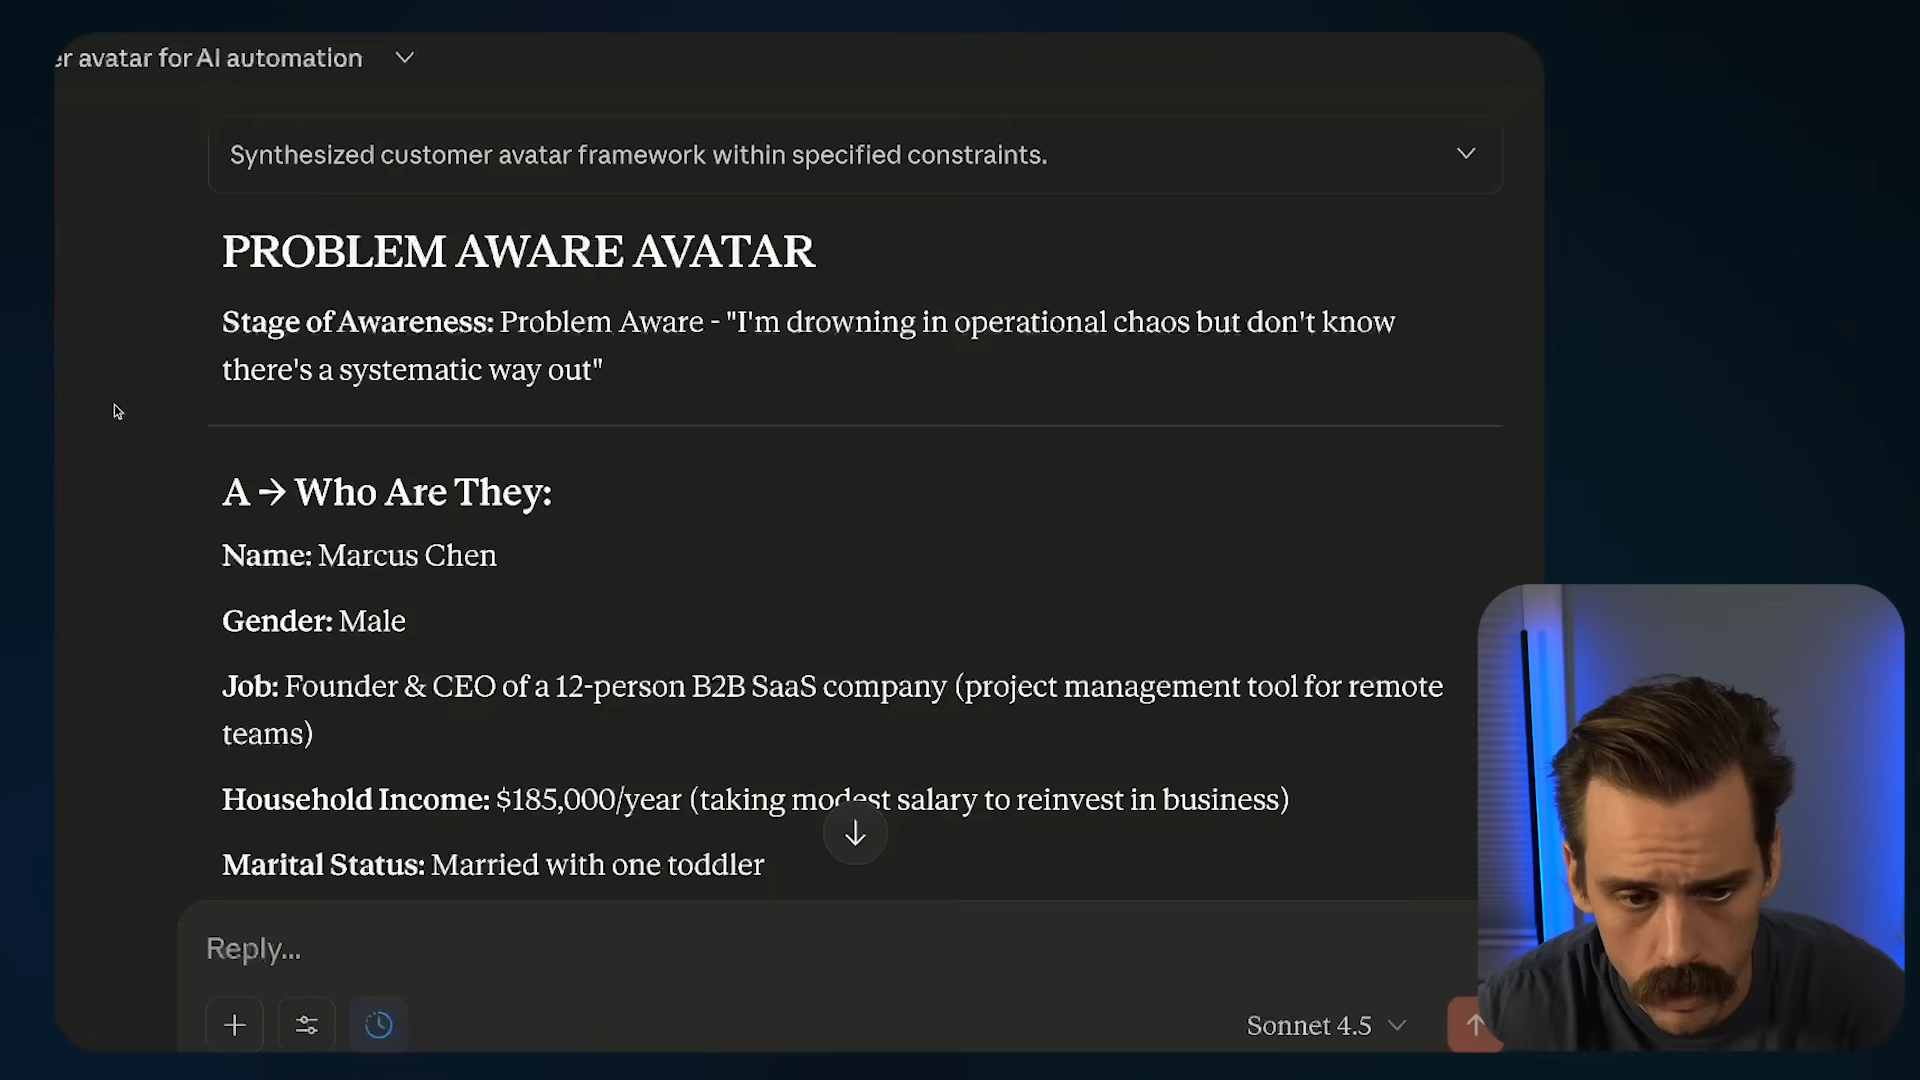 er avatar for AI automation
Synthesized customer avatar framework within specified constraints.
PROBLEM AWARE AVATAR
Stage of Awareness: Problem Aware - "I'm drowning in operational chaos but don't know
there's a systematic way out"
A → Who Are They:
Name: Marcus Chen
Gender: Male
Job: Founder & CEO of a 12-person B2B SaaS company (project management tool for remote
teams)
Household Income: $185,000/year (taking modest salary to reinvest in business)
Marital Status: Married with one toddler
Reply...
Sonnet 4.5